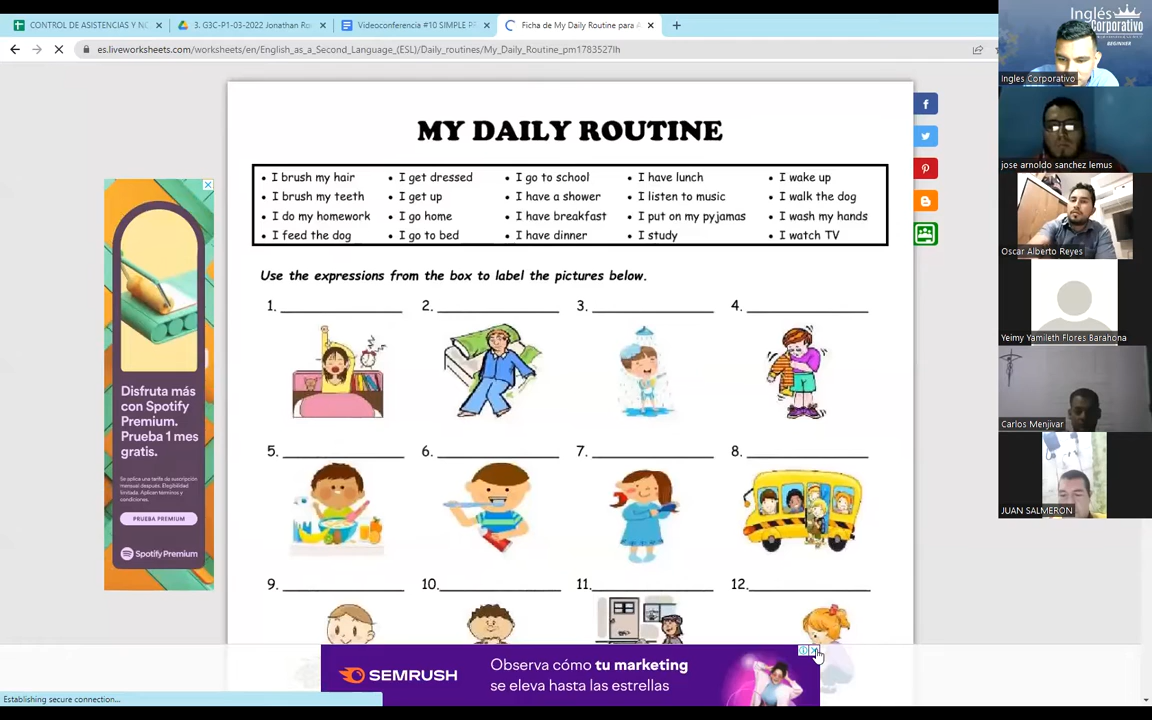 CONTROL DE ASISTENCIAS Y NO
3. G3C-P1-03-2022 Jonathan Ro
Videoconferencia #10 SIMPLE PR
Ficha de My Daily Routine para A
es.liveworksheets.com/worksheets/en/English_as_a_Second_Language_(ESL)/Daily_routines/My_Daily_Routine_pm1783527lh
Inglés
Corporativo
BEGINNER
Ingles Corporativo
jose arnoldo sanchez lemus
Oscar Alberto Reyes
Yeimy Yamileth Flores Barahona
Carlos Menjivar
JUAN SALMERON
MY DAILY ROUTINE
• I brush my hair • I get dressed • I go to school • I have lunch • I wake up
• I brush my teeth • I get up • I have a shower • I listen to music • I walk the dog
• I do my homework • I go home • I have breakfast • I put on my pyjamas • I wash my hands
• I feed the dog • I go to bed • I have dinner • I study • I watch TV
Use the expressions from the box to label the pictures below.
1. 2. 3. 4.
5. 6. 7. 8.
9. 10. 11. 12.
Disfruta más
con Spotify
Premium.
Prueba 1 mes
gratis.
PRUEBA PREMIUM
Spotify Premium
SEMRUSH
Observa cómo tu marketing
se eleva hasta las estrellas
Establishing secure connection...